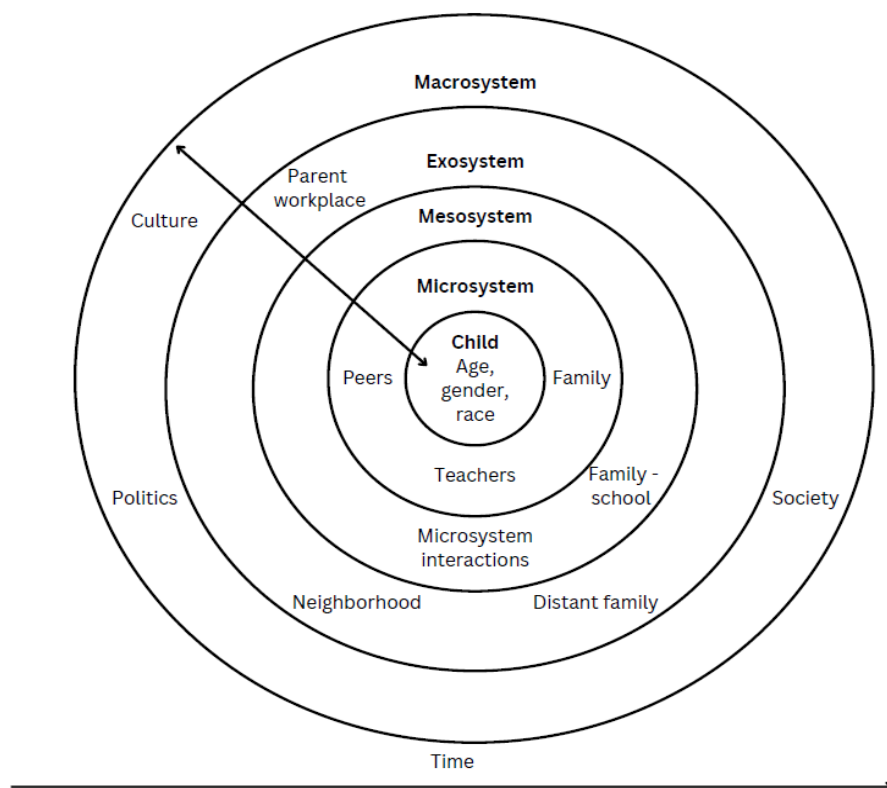 Macrosystem
Exosystem
Parent
workplace
Culture
Mesosystem
Microsystem
Child
Age,
gender,
race
Peers
Family
Teachers
Family -
school
Politics
Society
Microsystem
interactions
Neighborhood
Distant family
Time